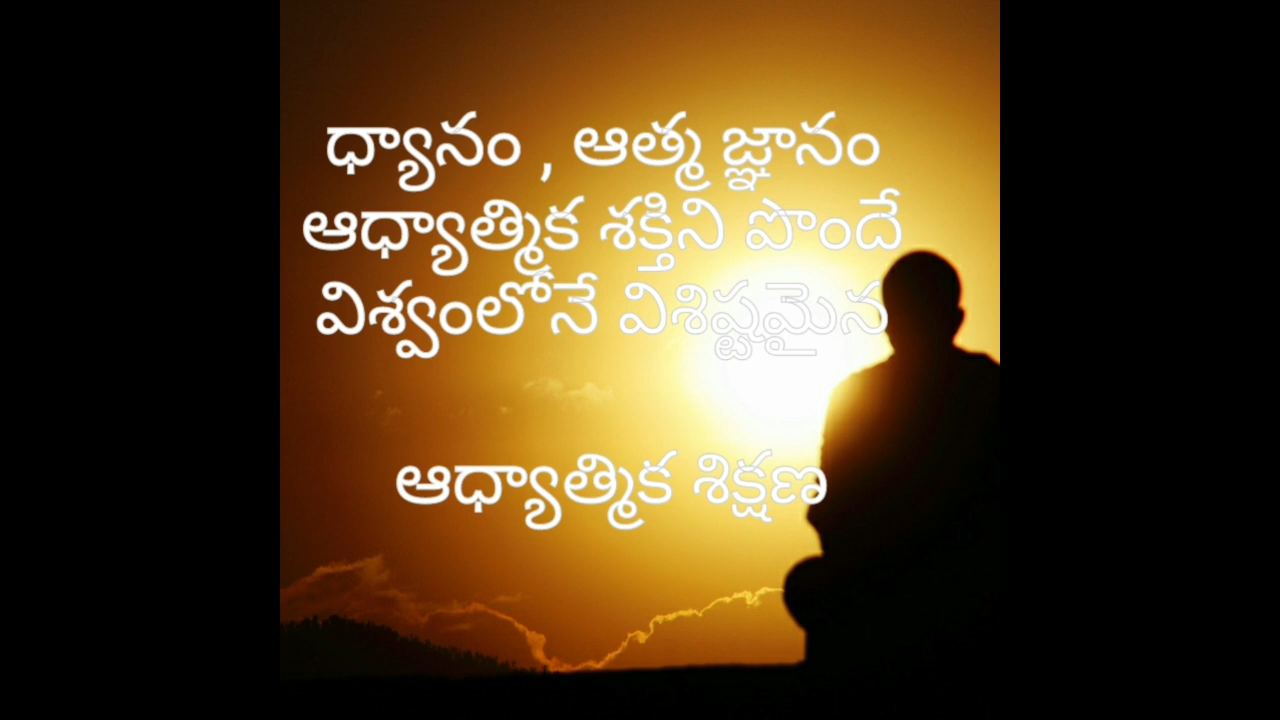 ధ్యానం , ఆత్మ జ్ఞానం
ఆధ్యాత్మిక శక్తిని పొందే
విశ్వంలోనే విశిష్టమైన
ఆధ్యాత్మిక శిక్షణ